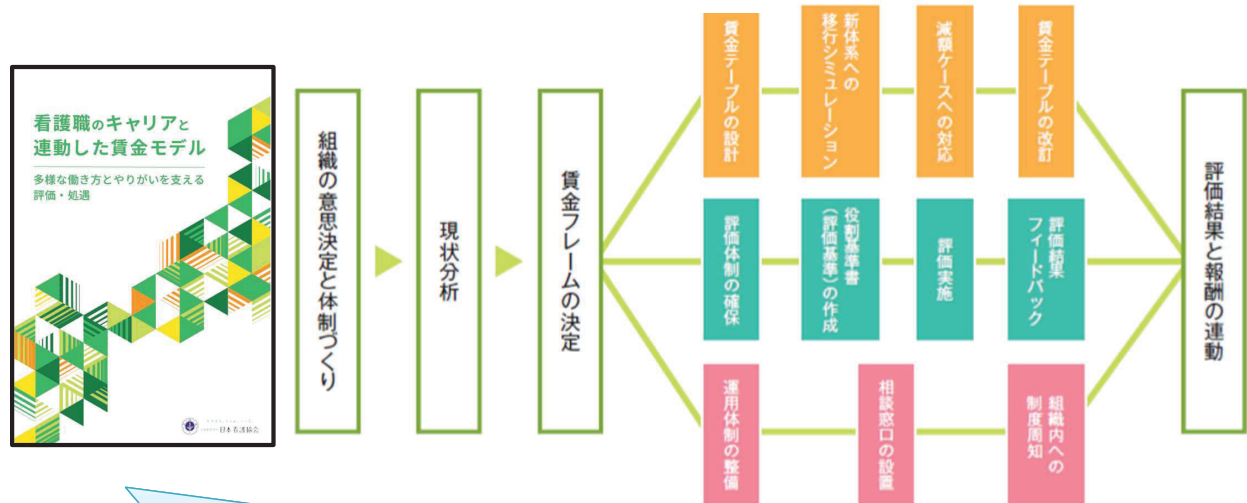 看護職のキャリアと
連動した賃金モデル
多様な働き方とやりがいを支える
評価・処遇
日本看護協会
組織の意思決定と体制づくり
現状分析
賃金フレームの決定
賃金テーブルの設計
新体系への
移行シミュレーション
減額ケースへの対応
賃金テーブルの改訂
評価体制の確保
役割基準書
（評価基準）の作成
評価実施
評価結果
フィードバック
運用体制の整備
相談窓口の設置
組織内への
制度周知
評価結果と報酬の連動